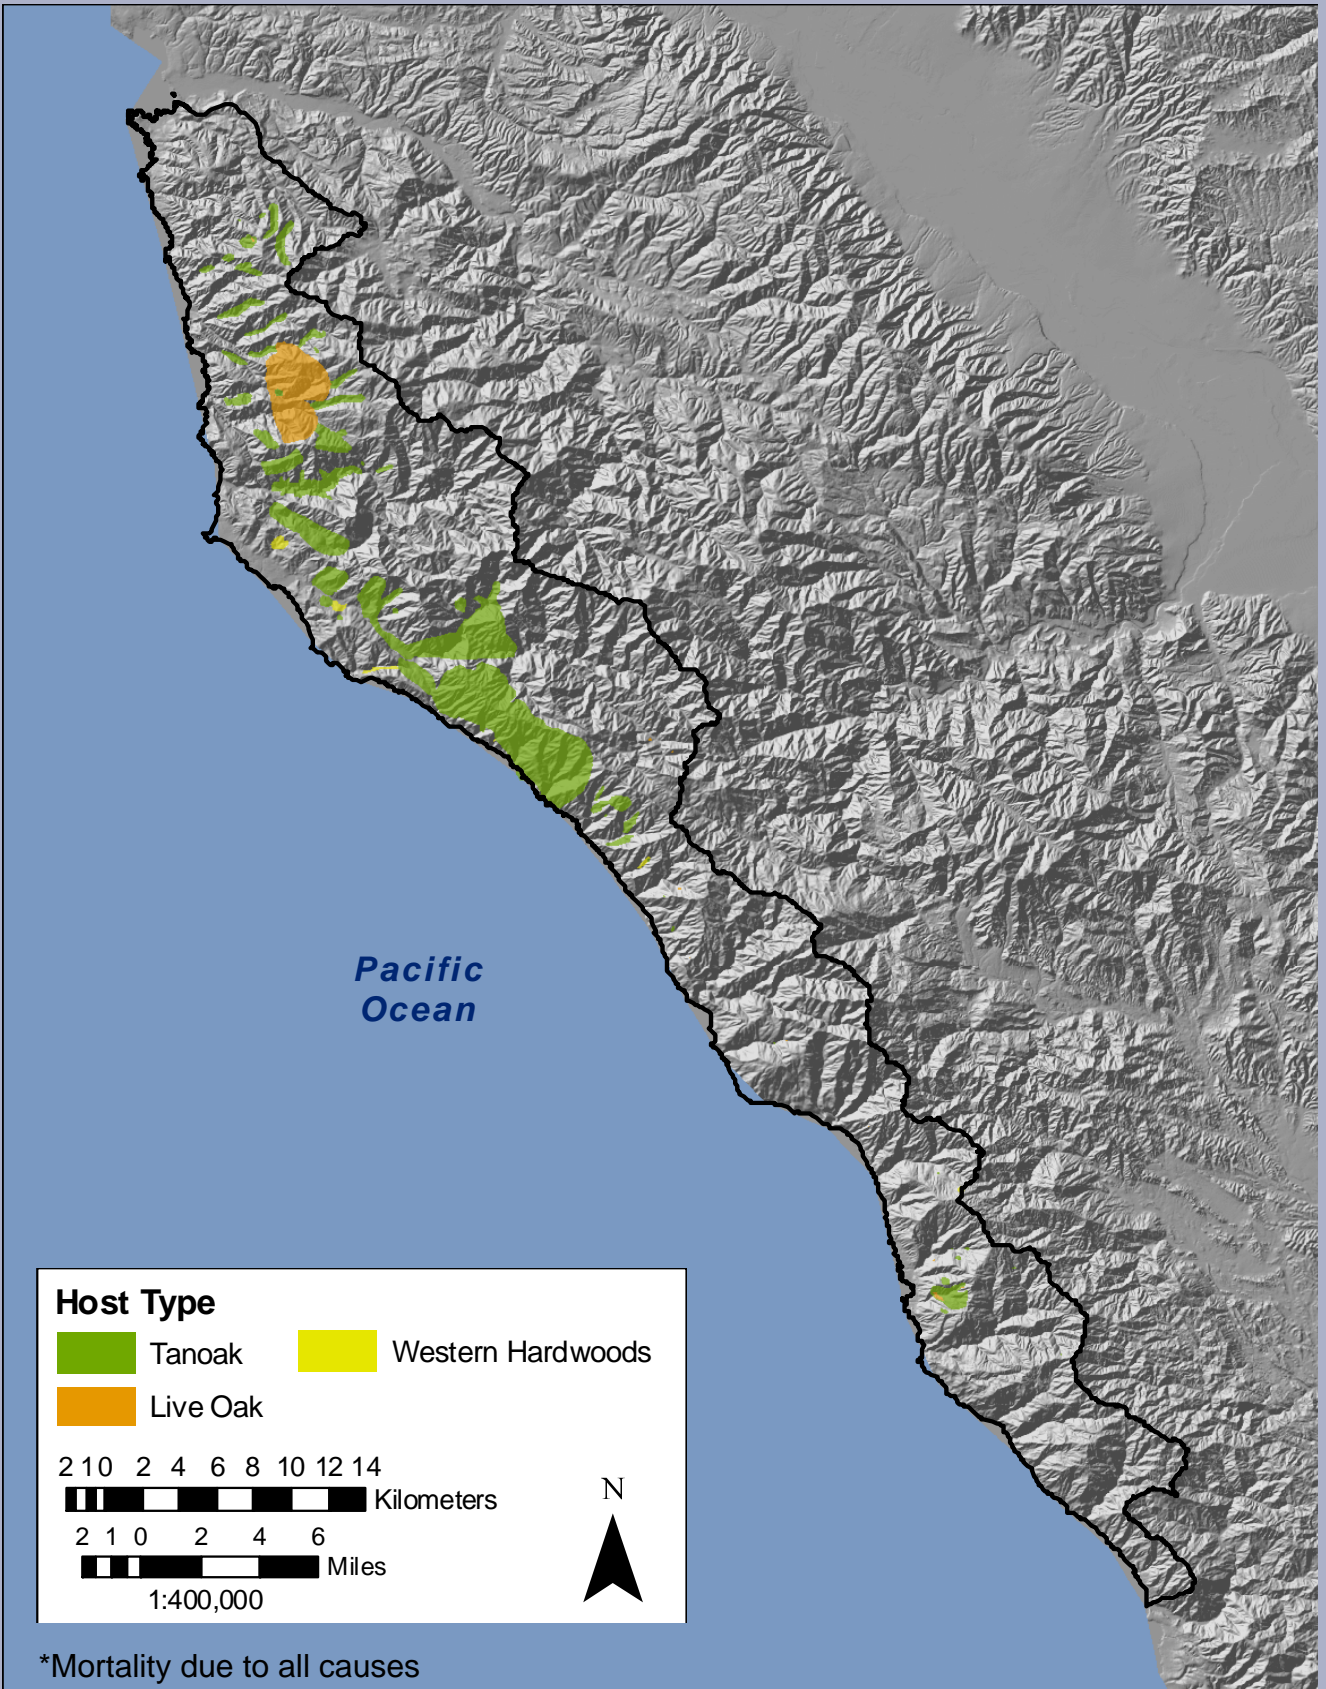 Pacific
Ocean
Host Type
Tanoak
Western Hardwoods
Live Oak
2 1 0 2 4 6 8 10 12 14
Kilometers
N
2 1 0 2 4 6
Miles
1:400,000
*Mortality due to all causes